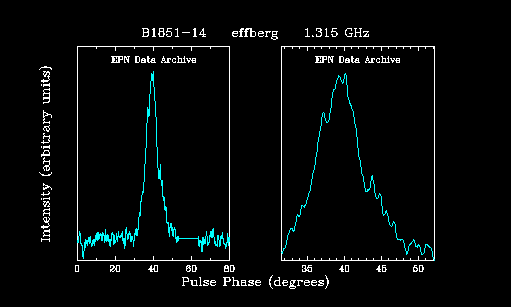 B1851-14 effberg 1.315 GHz
EPN Data Archive EPN Data Archive
Intensity (arbitrary units)
0 20 40 60 80 35 40 45 50
Pulse Phase (degrees)